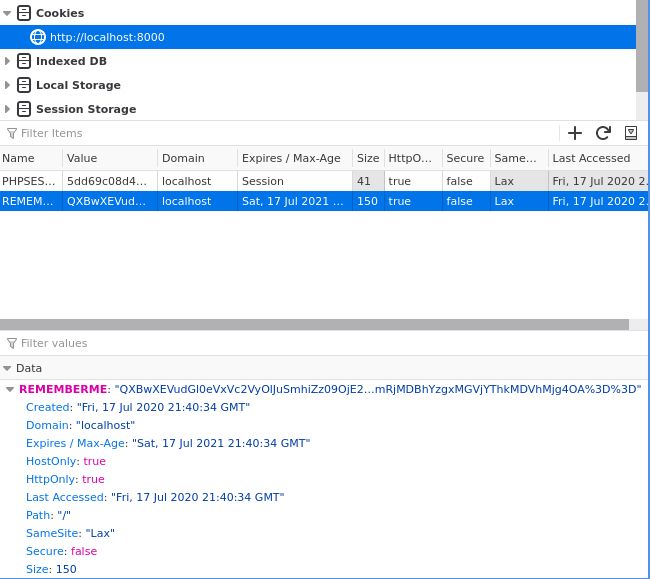 Cookies
http://localhost:8000
Indexed DB
Local Storage
Session Storage
Filter Items
Name Value Domain Expires / Max-Age Size HttpO... Secure Same... Last Accessed
PHPSES... 5dd69c08d4... localhost Session 41 true false Lax Fri, 17 Jul 2020 2
REMEM... QXBwXEVud... localhost Sat, 17 Jul 2021 ... 150 true false Lax Fri, 17 Jul 2020 2
Filter values
Data
REMEMBERME: "QXBwXEVudGl0eVxVc2VyOlJuSmhiZz09OjE2...mRjMDBhYzgxMGVjYThkMDVhMjg4OA%3D%3D"
Created: "Fri, 17 Jul 2020 21:40:34 GMT"
Domain: "localhost"
Expires / Max-Age: "Sat, 17 Jul 2021 21:40:34 GMT"
HostOnly: true
HttpOnly: true
Last Accessed: "Fri, 17 Jul 2020 21:40:34 GMT"
Path: "/"
SameSite: "Lax"
Secure: false
Size: 150